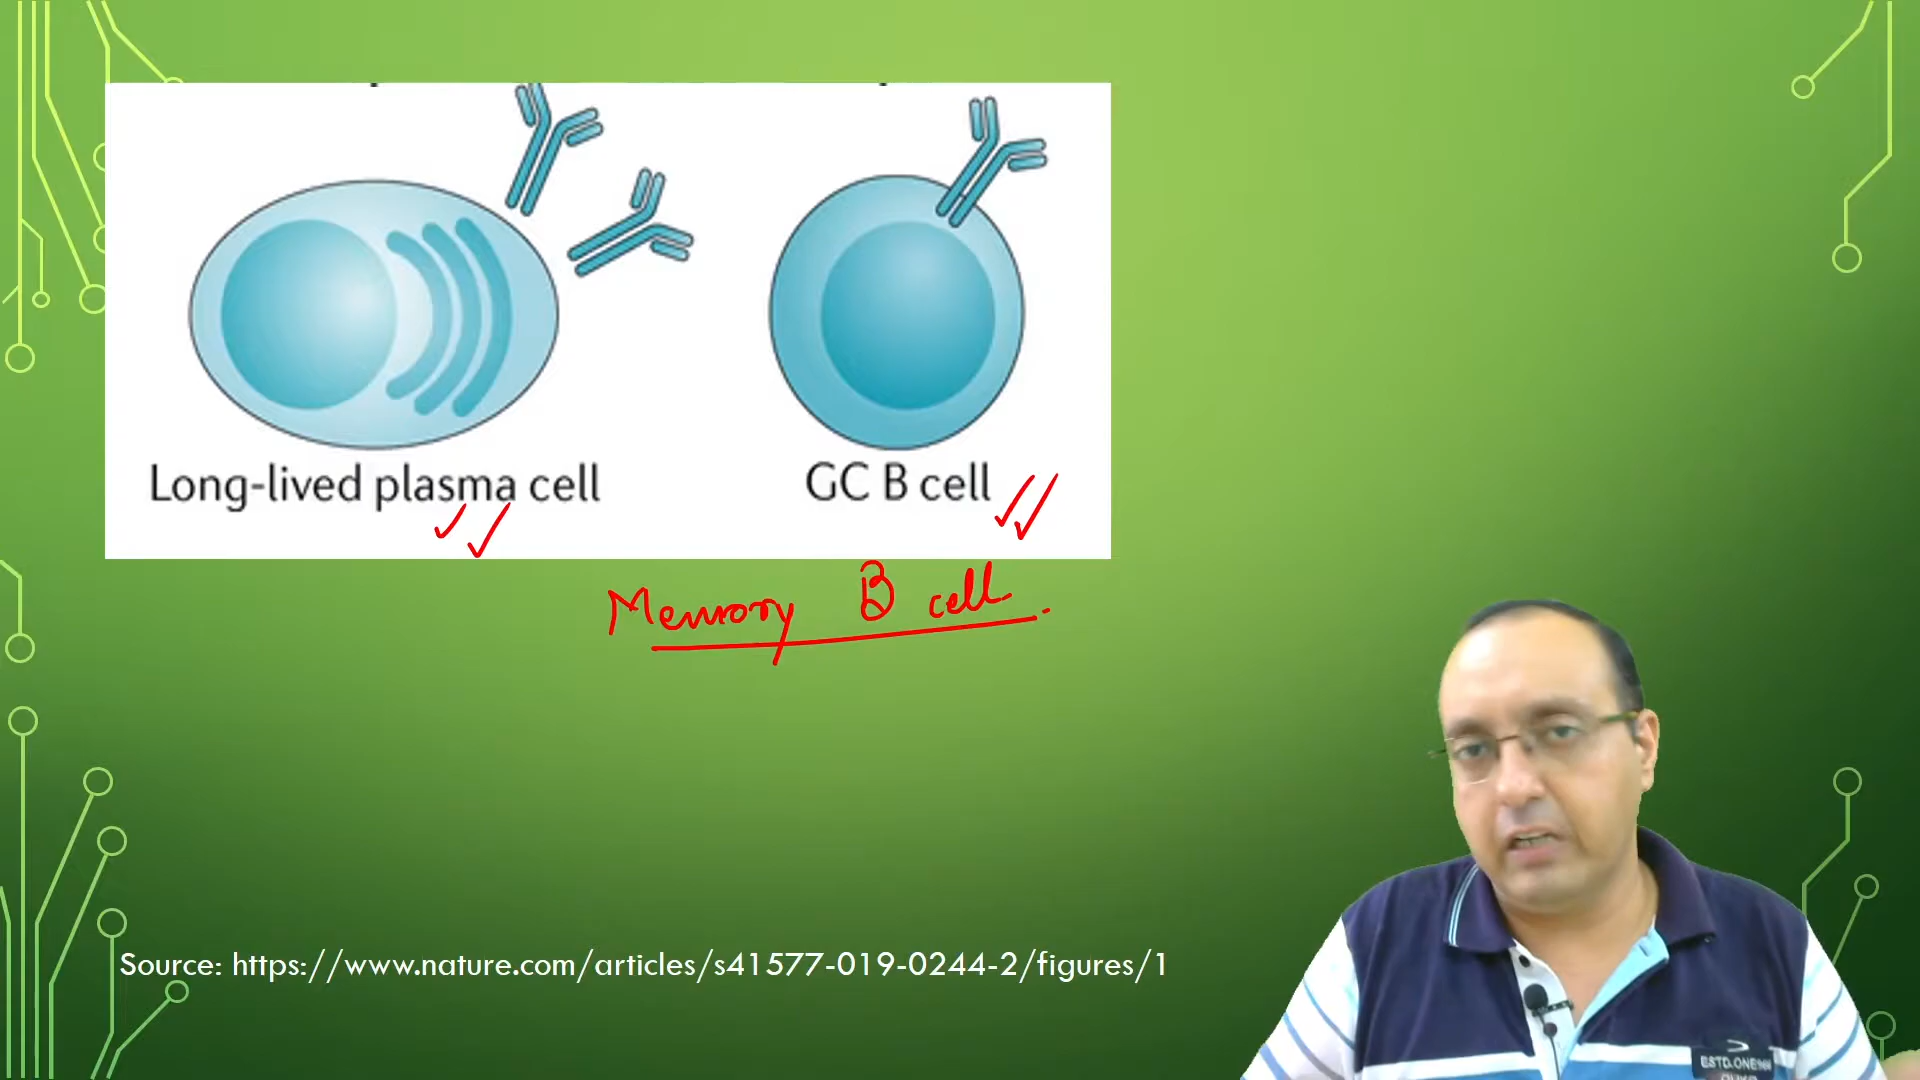 Long-lived plasma cell
GC B cell
Memory B cell.
Source: https://www.nature.com/articles/s41577-019-0244-2/figures/1